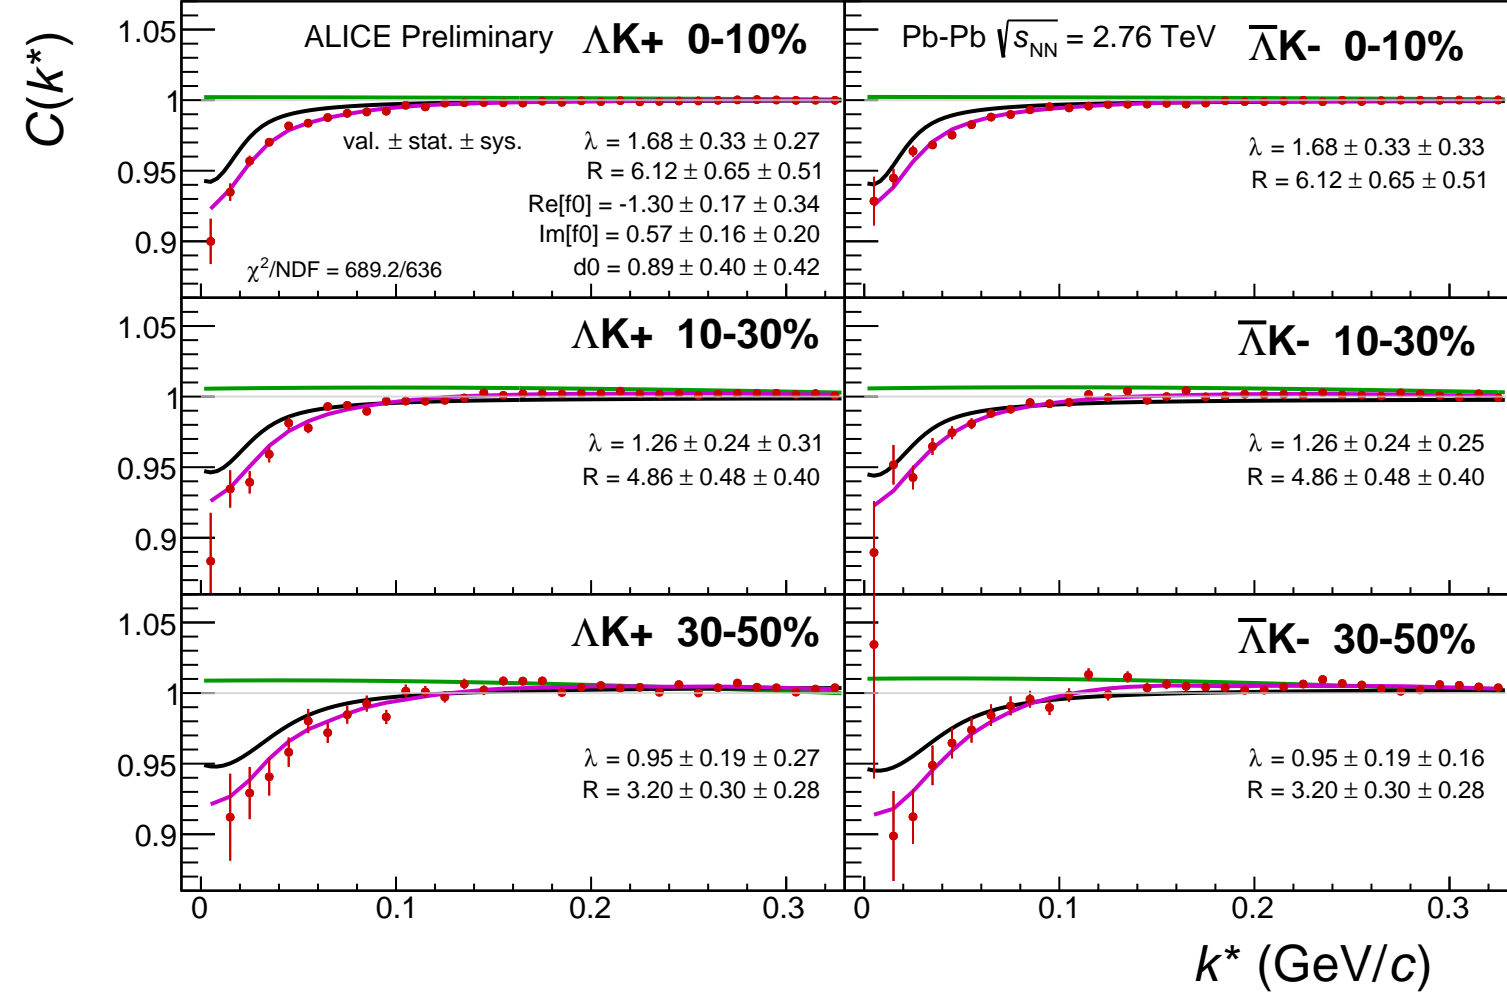 C(k*)
1.05
1
0.95
0.9
ALICE Preliminary ΛK+ 0-10%
val. ± stat. ± sys.
λ = 1.68 ± 0.33 ± 0.27
R = 6.12 ± 0.65 ± 0.51
Re[f0] = -1.30 ± 0.17 ± 0.34
Im[f0] = 0.57 ± 0.16 ± 0.20
d0 = 0.89 ± 0.40 ± 0.42
χ²/NDF = 689.2/636
Pb-Pb √sNN = 2.76 TeV Λ̅K- 0-10%
λ = 1.68 ± 0.33 ± 0.33
R = 6.12 ± 0.65 ± 0.51
1.05
1
0.95
0.9
ΛK+ 10-30%
λ = 1.26 ± 0.24 ± 0.31
R = 4.86 ± 0.48 ± 0.40
Λ̅K- 10-30%
λ = 1.26 ± 0.24 ± 0.25
R = 4.86 ± 0.48 ± 0.40
1.05
1
0.95
0.9
ΛK+ 30-50%
λ = 0.95 ± 0.19 ± 0.27
R = 3.20 ± 0.30 ± 0.28
Λ̅K- 30-50%
λ = 0.95 ± 0.19 ± 0.16
R = 3.20 ± 0.30 ± 0.28
0 0.1 0.2 0.3 0 0.1 0.2 0.3
k* (GeV/c)